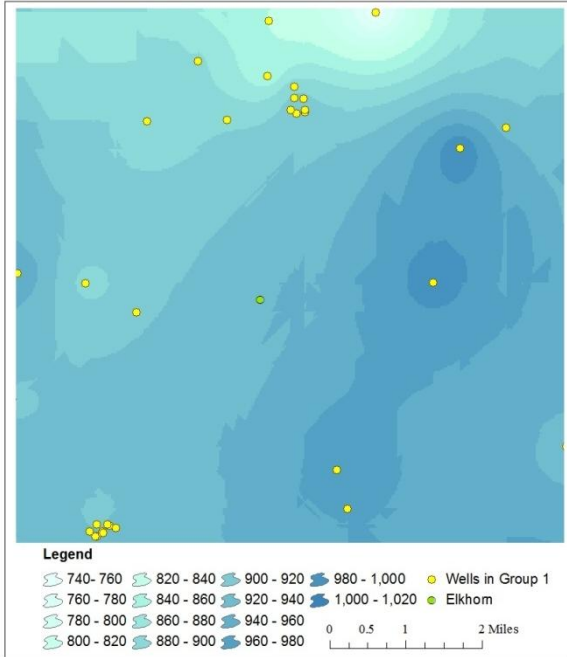 Legend
740- 760 820 - 840 900 - 920 980 - 1,000 Wells in Group 1
760 - 780 840 - 860 920 - 940 1,000 - 1,020 Elkhorn
780 - 800 860 - 880 940 - 960
800 - 820 880 - 900 960 - 980
0 0.5 1 2 Miles